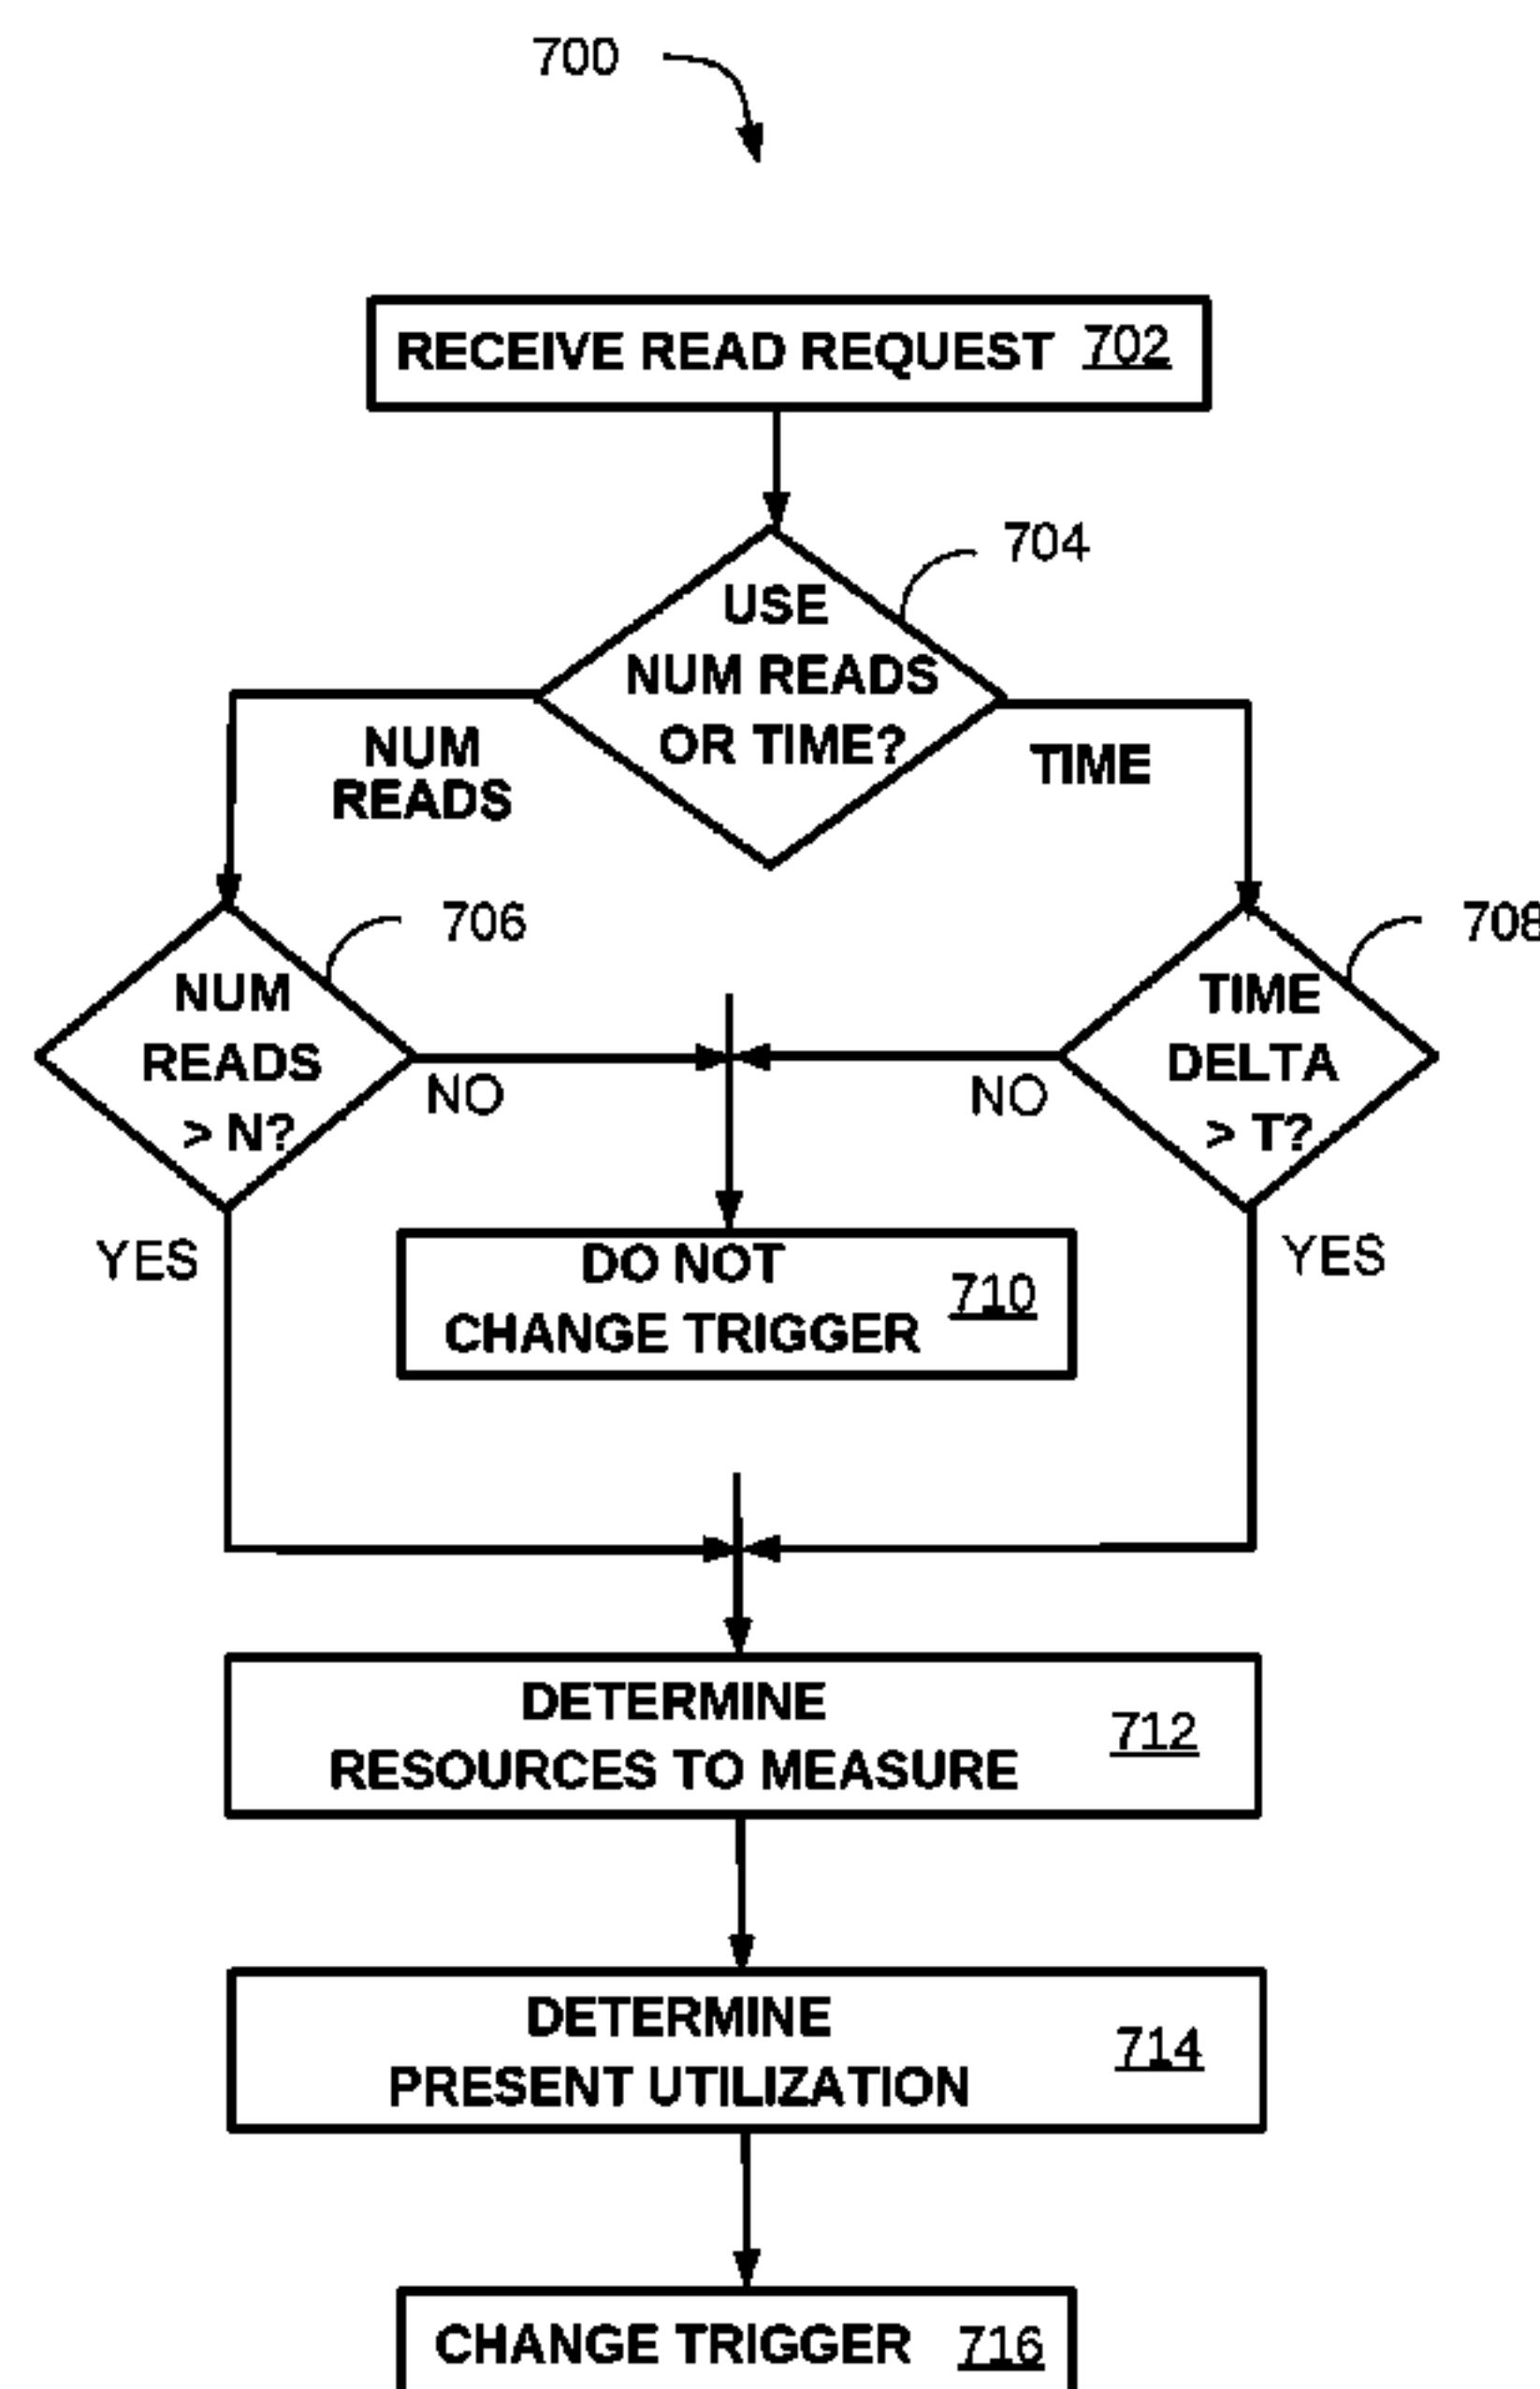 700
RECEIVE READ REQUEST 702
704
USE
NUM READS
OR TIME?
NUM
READS
TIME
706
708
NUM
READS
> N?
TIME
DELTA
> T?
NO
NO
YES
YES
DO NOT
CHANGE TRIGGER
710
DETERMINE
RESOURCES TO MEASURE
712
DETERMINE
PRESENT UTILIZATION
714
CHANGE TRIGGER 716